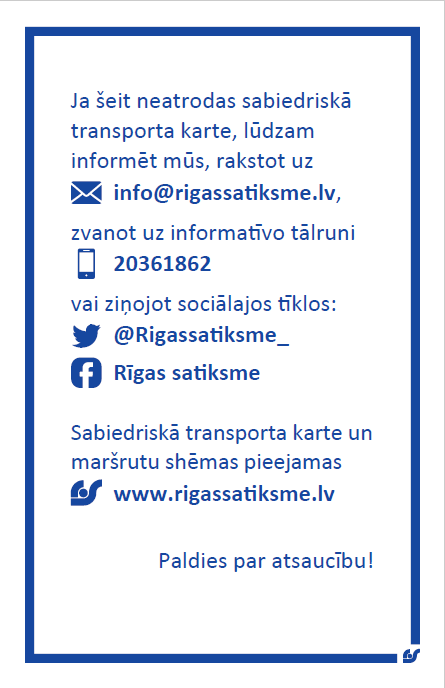 Ja šeit neatrodas sabiedriskā
transporta karte, lūdzam
informēt mūs, rakstot uz
info@rigassatiksme.lv,
zvanot uz informatīvo tālruni
20361862
vai ziņojot sociālajos tīklos:
@Rigassatiksme_
Rīgas satiksme
Sabiedriskā transporta karte un
maršrutu shēmas pieejamas
www.rigassatiksme.lv
Paldies par atsaucību!